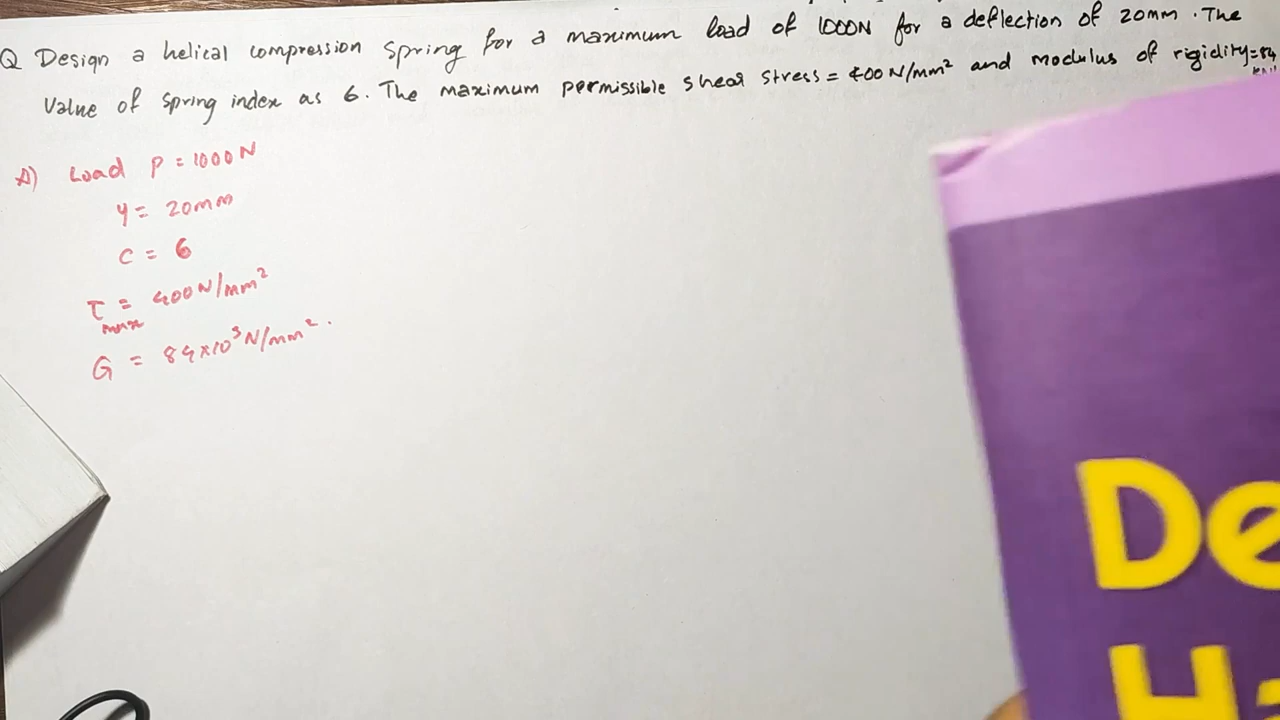 Q Design a helical compression spring for a maximum load of 1000N for a deflection of 20mm. The
Value of spring index as 6. The maximum permissible shear stress = 400 N/mm² and modulus of rigidity = 84
A) Load P = 1000 N
y = 20mm
C = 6
τmax = 400 N/mm²
G = 84×10³ N/mm².
De
Ha